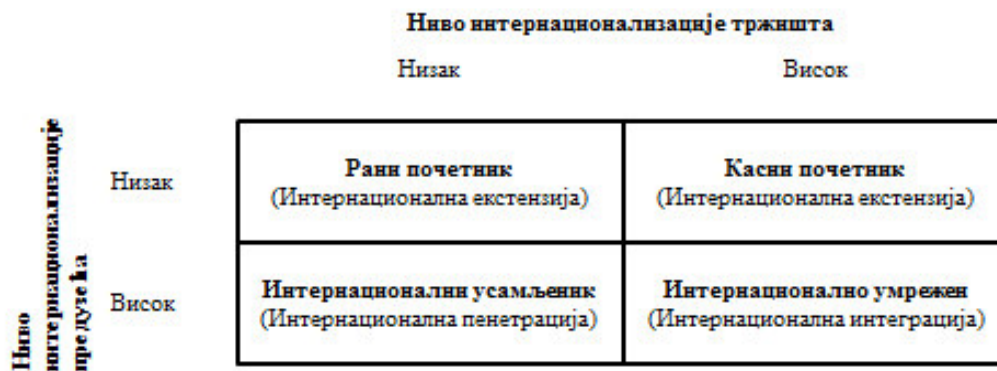 Ниво интернационализације тржишта
Низак Висок
Ниво
интернационализације
предузећа
Низак
Рани почетник
(Интернационална екстензија)
Касни почетник
(Интернационална екстензија)
Висок
Интернационални усамљеник
(Интернационална пенетрација)
Интернационално умрежен
(Интернационална интеграција)